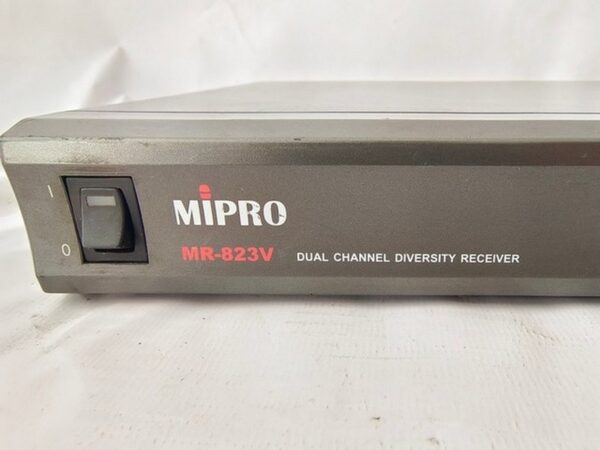 I
O
MiPRO
MR-823V DUAL CHANNEL DIVERSITY RECEIVER